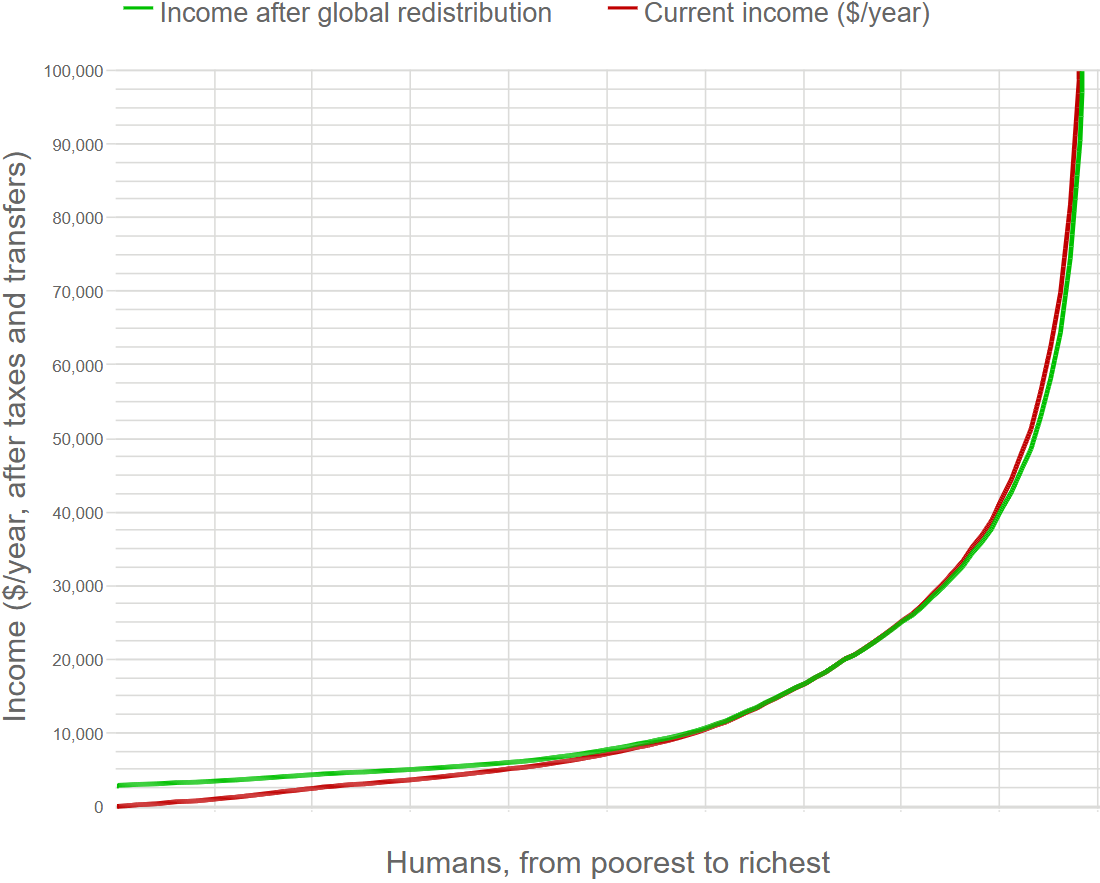 Income after global redistribution
Current income ($/year)
Income ($/year, after taxes and transfers)
100,000
90,000
80,000
70,000
60,000
50,000
40,000
30,000
20,000
10,000
0
Humans, from poorest to richest